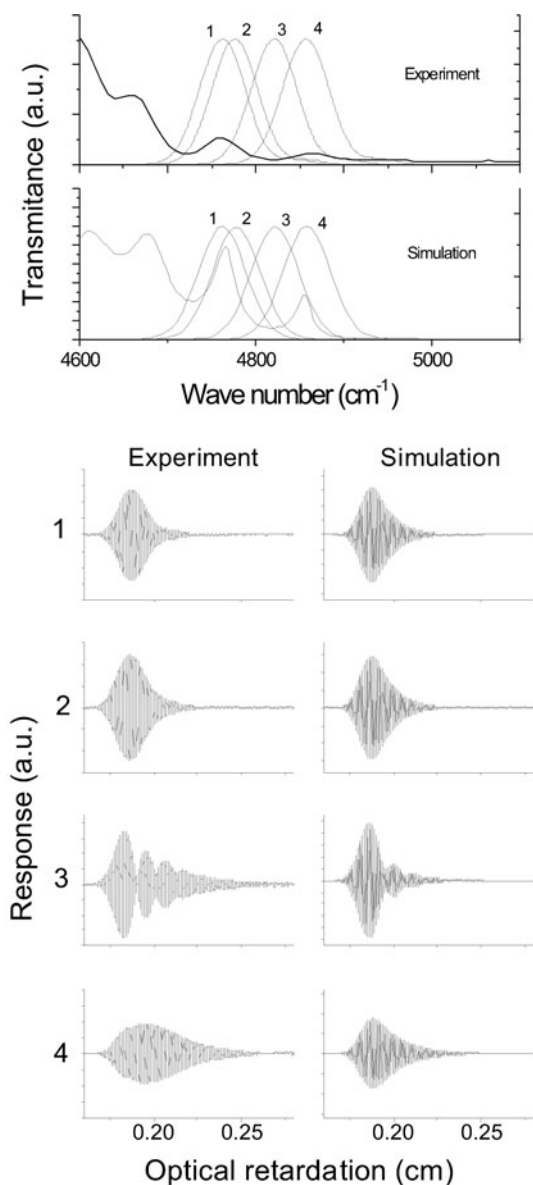 Transmitance (a.u.)
1 2 3 4
Experiment
1 2 3 4
Simulation
4600 4800 5000
Wave number (cm⁻¹)
Experiment Simulation
Response (a.u.)
1
2
3
4
0.20 0.25 0.20 0.25
Optical retardation (cm)